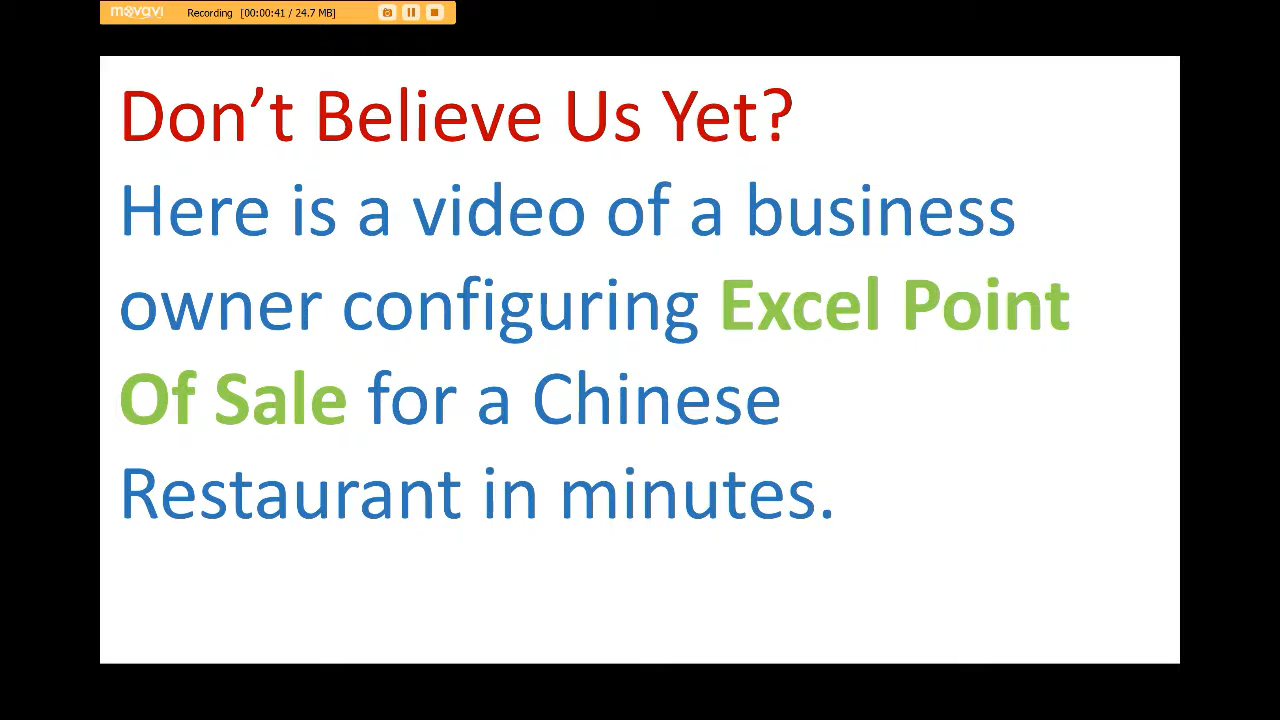 movavi Recording [00:00:41 / 24.7 MB]
Don’t Believe Us Yet?
Here is a video of a business
owner configuring Excel Point
Of Sale for a Chinese
Restaurant in minutes.